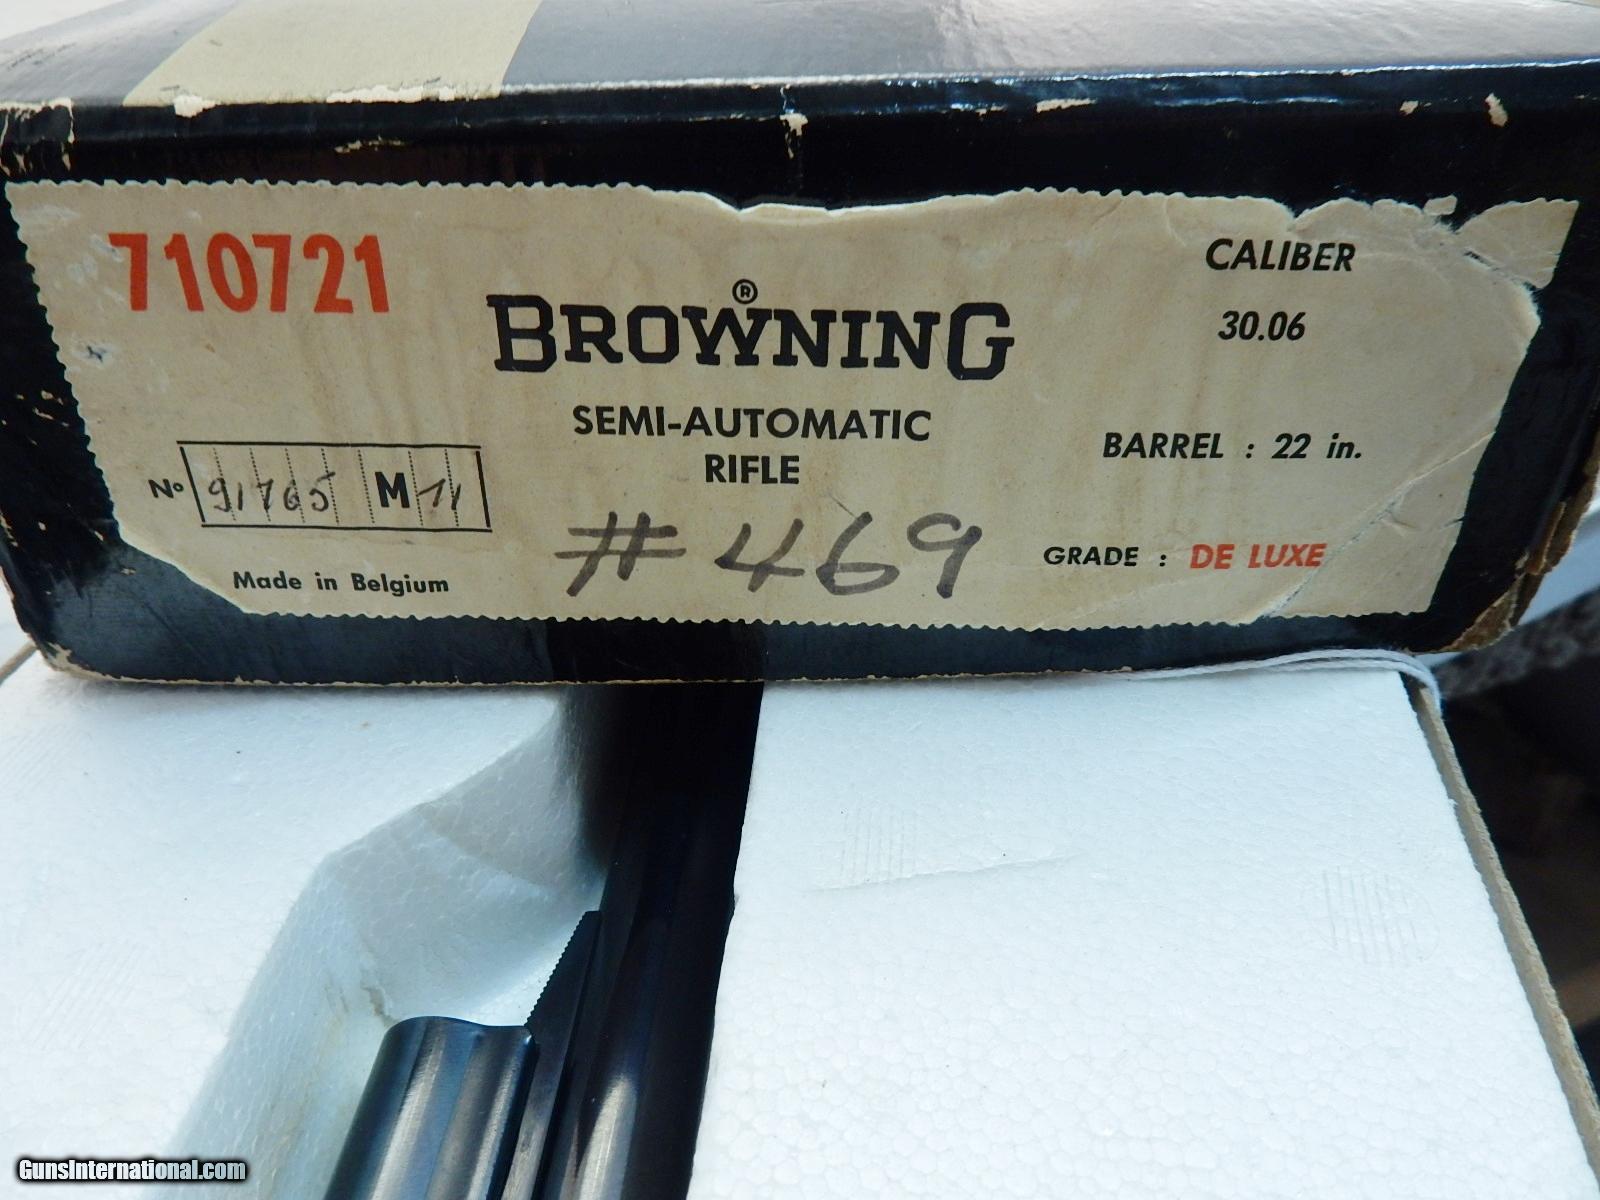 710721
BROWNING®
SEMI-AUTOMATIC
RIFLE
CALIBER
30.06
BARREL : 22 in.
Nº 91765 M 71
Made in Belgium
# 469
GRADE : DE LUXE
GunsInternational.com